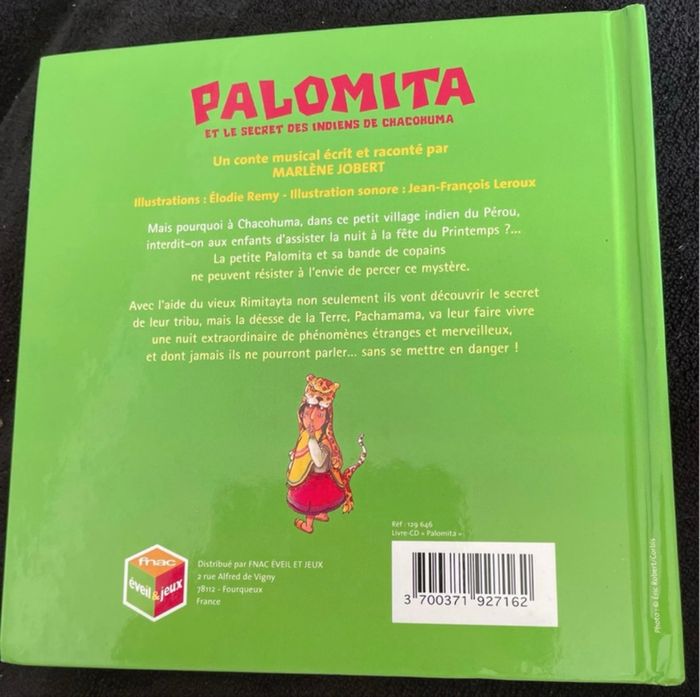 PALOMITA
ET LE SECRET DES INDIENS DE CHACOHUMA
Un conte musical écrit et raconté par
MARLÈNE JOBERT
Illustrations : Élodie Remy - Illustration sonore : Jean-François Leroux
Mais pourquoi à Chacohuma, dans ce petit village indien du Pérou,
interdit-on aux enfants d'assister la nuit à la fête du Printemps ?...
La petite Palomita et sa bande de copains
ne peuvent résister à l'envie de percer ce mystère.
Avec l'aide du vieux Rimitayta non seulement ils vont découvrir le secret
de leur tribu, mais la déesse de la Terre, Pachamama, va leur faire vivre
une nuit extraordinaire de phénomènes étranges et merveilleux,
et dont jamais ils ne pourront parler... sans se mettre en danger !
fnac
éveil & jeux
Distribué par FNAC ÉVEIL ET JEUX
2 rue Alfred de Vigny
78112 - Fourqueux
France
Réf : 129 646
Livre-CD « Palomita »
3 700371 927162
Photo : © Éric Robert/Corbis